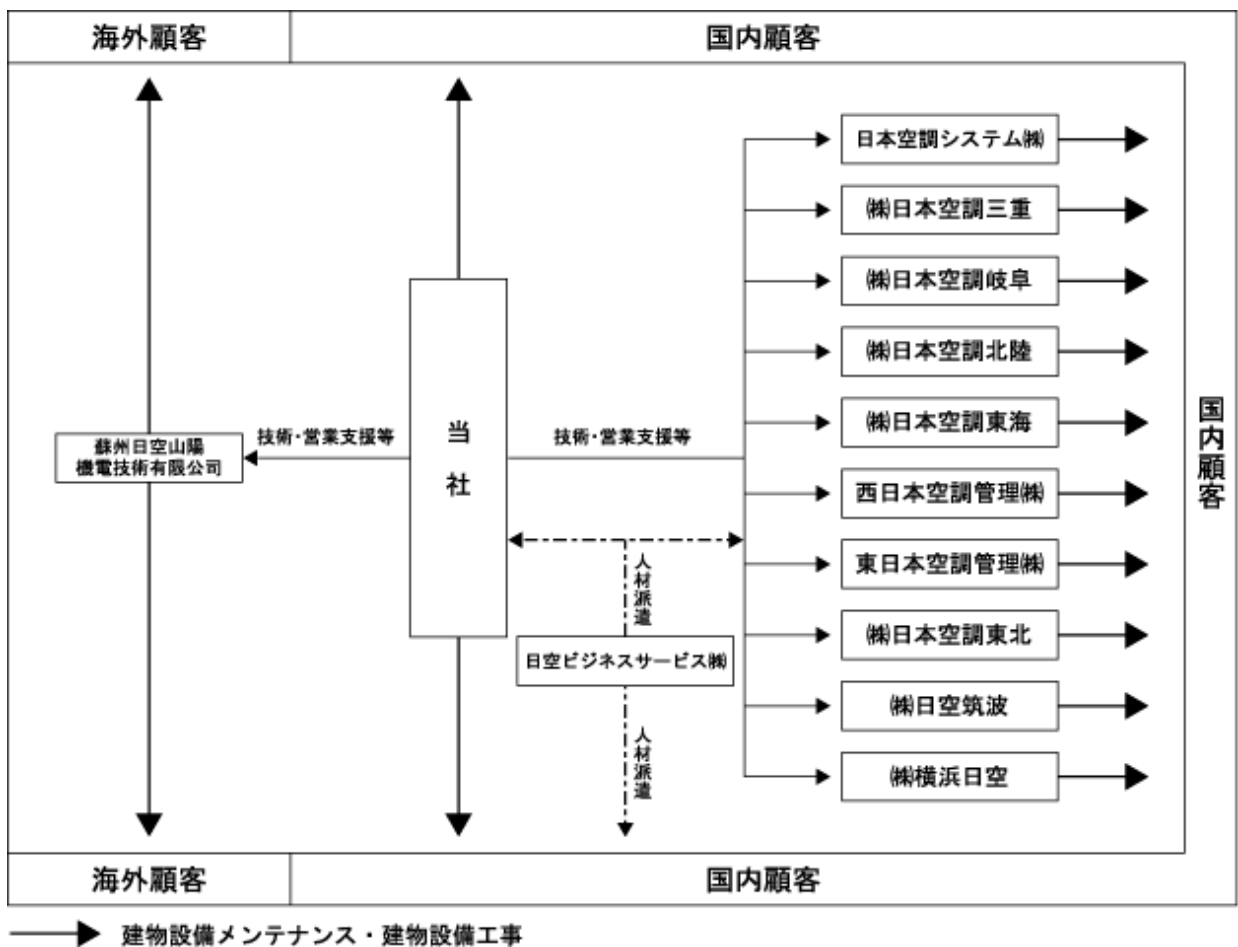 海外顧客
国内顧客
日本空調システム㈱
㈱日本空調三重
㈱日本空調岐阜
㈱日本空調北陸
㈱日本空調東海
西日本空調管理㈱
東日本空調管理㈱
㈱日本空調東北
㈱日空筑波
㈱横浜日空
国内顧客
蘇州日空山陽
機電技術有限公司
技術・営業支援等
当社
技術・営業支援等
人材派遣
日空ビジネスサービス㈱
人材派遣
海外顧客
国内顧客
建物設備メンテナンス・建物設備工事